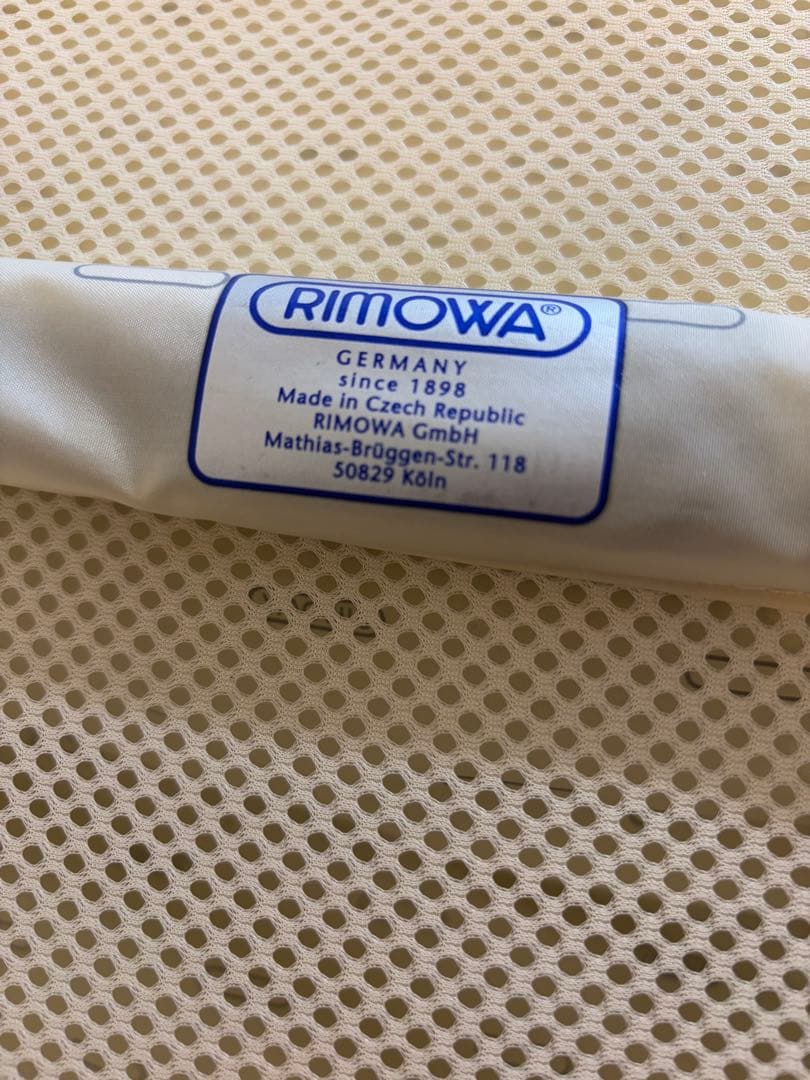 RIMOWA®
GERMANY
since 1898
Made in Czech Republic
RIMOWA GmbH
Mathias-Brüggen-Str. 118
50829 Köln